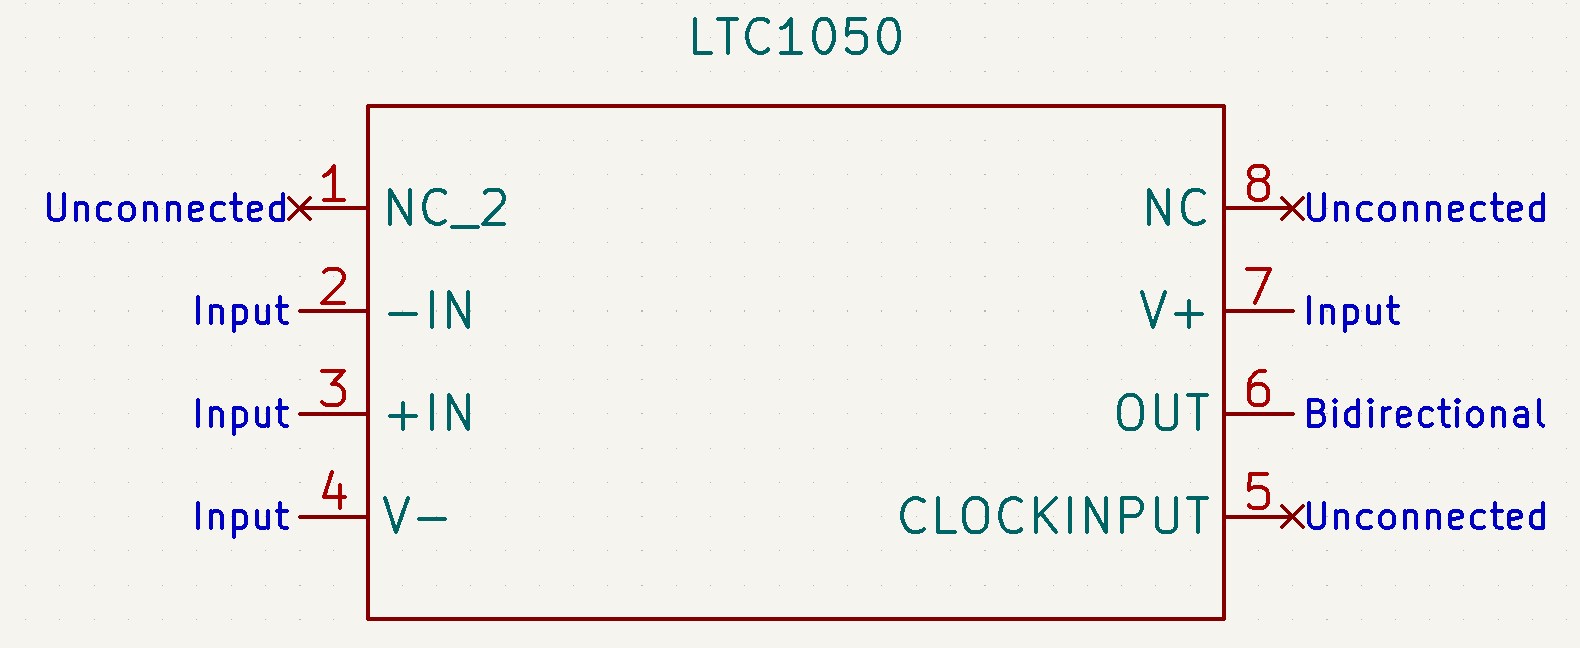 LTC1050
Unconnected 1 NC_2 NC 8 Unconnected
Input 2 -IN V+ 7 Input
Input 3 +IN OUT 6 Bidirectional
Input 4 V- CLOCKINPUT 5 Unconnected